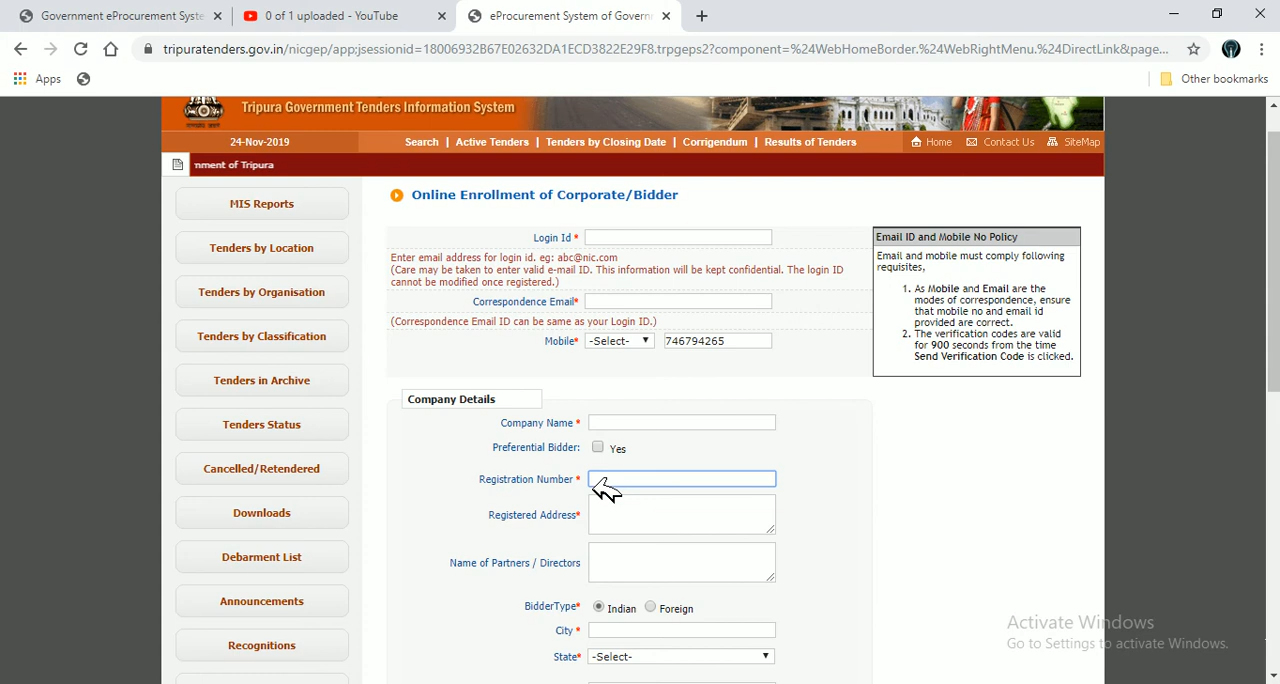 Government eProcurement Syste
0 of 1 uploaded - YouTube
eProcurement System of Governm
tripuratenders.gov.in/nicgep/app;jsessionid=18006932B67E02632DA1ECD3822E29F8.trpgeps2?component=%24WebHomeBorder.%24WebRightMenu.%24DirectLink&page...
Apps
Other bookmarks
Tripura Government Tenders Information System
24-Nov-2019
Search | Active Tenders | Tenders by Closing Date | Corrigendum | Results of Tenders
Home Contact Us SiteMap
nment of Tripura
MIS Reports
Tenders by Location
Tenders by Organisation
Tenders by Classification
Tenders in Archive
Tenders Status
Cancelled/Retendered
Downloads
Debarment List
Announcements
Recognitions
Online Enrollment of Corporate/Bidder
Login Id *
Enter email address for login id. eg: abc@nic.com
(Care may be taken to enter valid e-mail ID. This information will be kept confidential. The login ID
cannot be modified once registered.)
Correspondence Email*
(Correspondence Email ID can be same as your Login ID.)
Mobile* -Select- 746794265
Company Details
Company Name *
Preferential Bidder: Yes
Registration Number *
Registered Address*
Name of Partners / Directors
BidderType* Indian Foreign
City *
State* -Select-
Email ID and Mobile No Policy
Email and mobile must comply following
requisites,
1. As Mobile and Email are the
modes of correspondence, ensure
that mobile no and email id
provided are correct.
2. The verification codes are valid
for 900 seconds from the time
Send Verification Code is clicked.
Activate Windows
Go to Settings to activate Windows.